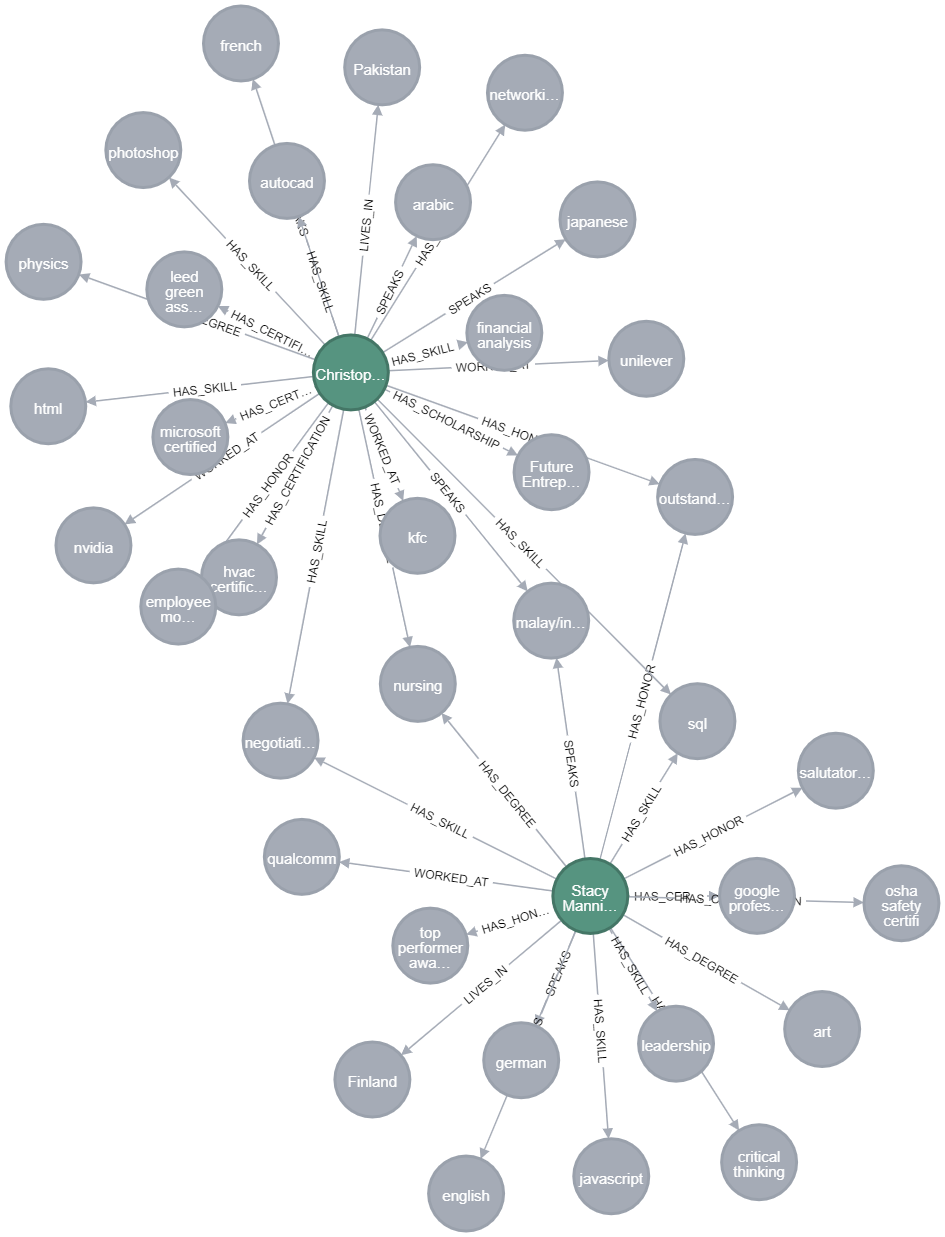 french
Pakistan
networki...
photoshop
autocad
arabic
japanese
LIVES_IN
HAS_SKILL
HAS_SKILL
SPEAKS
HAS_
physics
leed
green
ass...
SPEAKS
financial
analysis
EGREE
HAS_CERTIFI...
Christop...
HAS_SKILL
unilever
html
HAS_SKILL
HAS_CERT...
HAS_SCHOLARSHIP
HAS_HON
microsoft
certified
WORKED_AT
HAS_HONOR
HAS_CERTIFICATION
WORKED_AT
SPEAKS
Future
Entrep...
outstand...
nvidia
HAS_SKILL
HAS_D
kfc
HAS_SKILL
hvac
certific...
employee
mo...
malay/in...
nursing
HAS_HONOR
negotiati...
sql
SPEAKS
HAS_DEGREE
HAS_SKILL
salutator...
HAS_SKILL
HAS_HONOR
qualcomm
WORKED_AT
Stacy
Manni...
HAS_CER
HAS_C
N
google
profes...
osha
safety
certifi
top
performer
awa...
HAS_HON...
HAS_DEGREE
LIVES_IN
SPEAKS
S
HAS_SKILL
HAS_SKILL
HA
Finland
german
leadership
art
english
javascript
critical
thinking